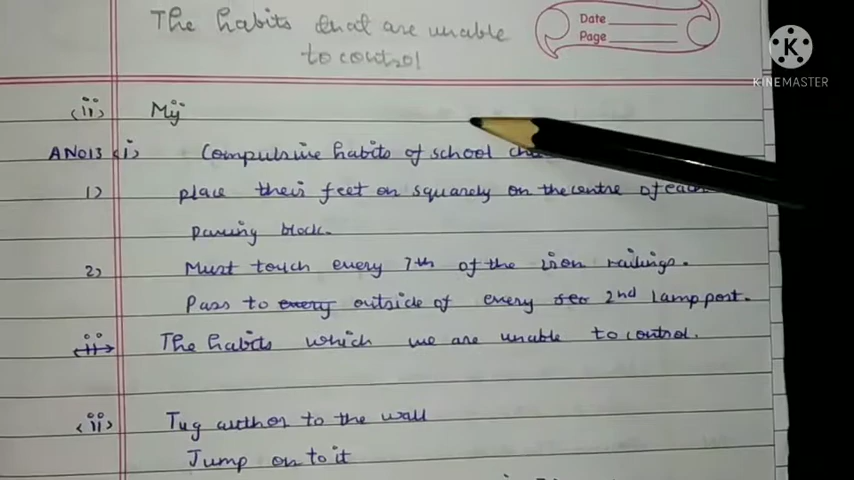 The habits that are unable
to control
Date
Page
KINEMASTER
(ii) My
ANO13 (i) Compulsive habits of school
1) place their feet on squarely on the centre of each
paving block.
2) Must touch every 7th of the iron railings.
Pass to every outside of every 2nd lamp post.
(ii) The habits which we are unable to control.
(ii) Tug author to the wall
Jump on to it